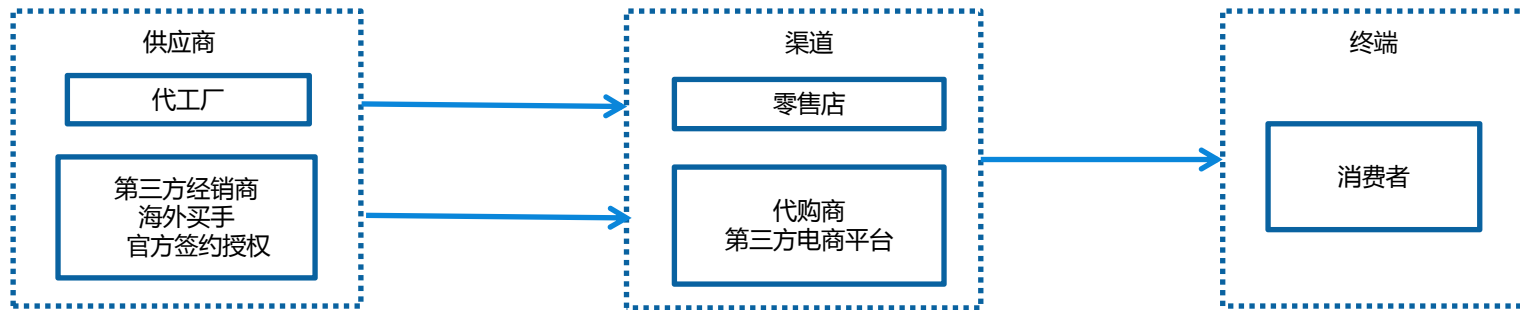 供应商
代工厂
第三方经销商
海外买手
官方签约授权
渠道
零售店
代购商
第三方电商平台
终端
消费者